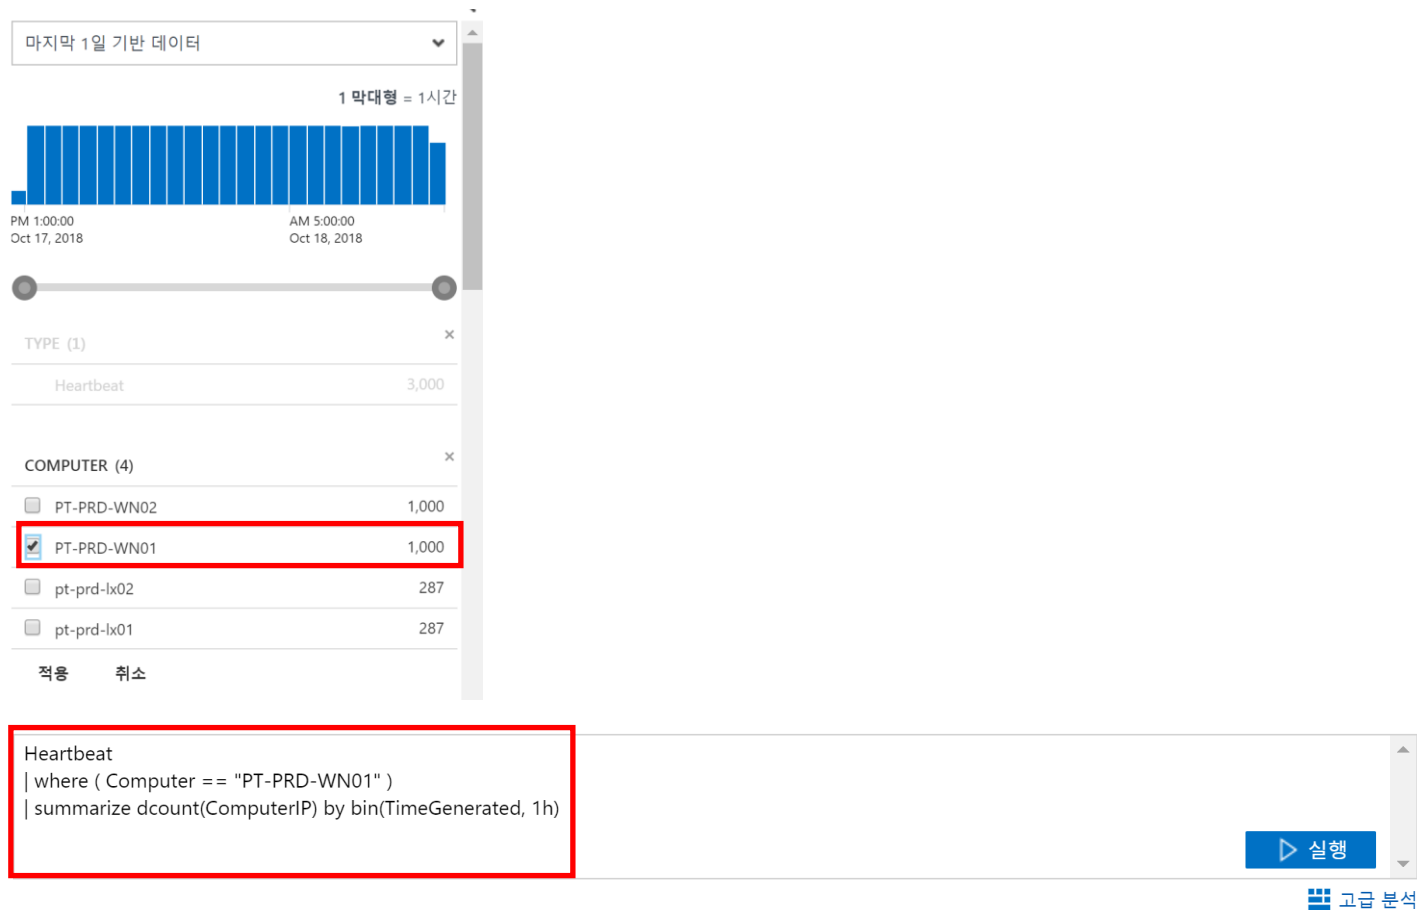 마지막 1일 기반 데이터
1 막대형 = 1시간
PM 1:00:00
Oct 17, 2018
AM 5:00:00
Oct 18, 2018
TYPE (1)
Heartbeat 3,000
COMPUTER (4)
PT-PRD-WN02 1,000
PT-PRD-WN01 1,000
pt-prd-lx02 287
pt-prd-lx01 287
적용 취소
Heartbeat
| where ( Computer == "PT-PRD-WN01" )
| summarize dcount(ComputerIP) by bin(TimeGenerated, 1h)
실행
고급 분석